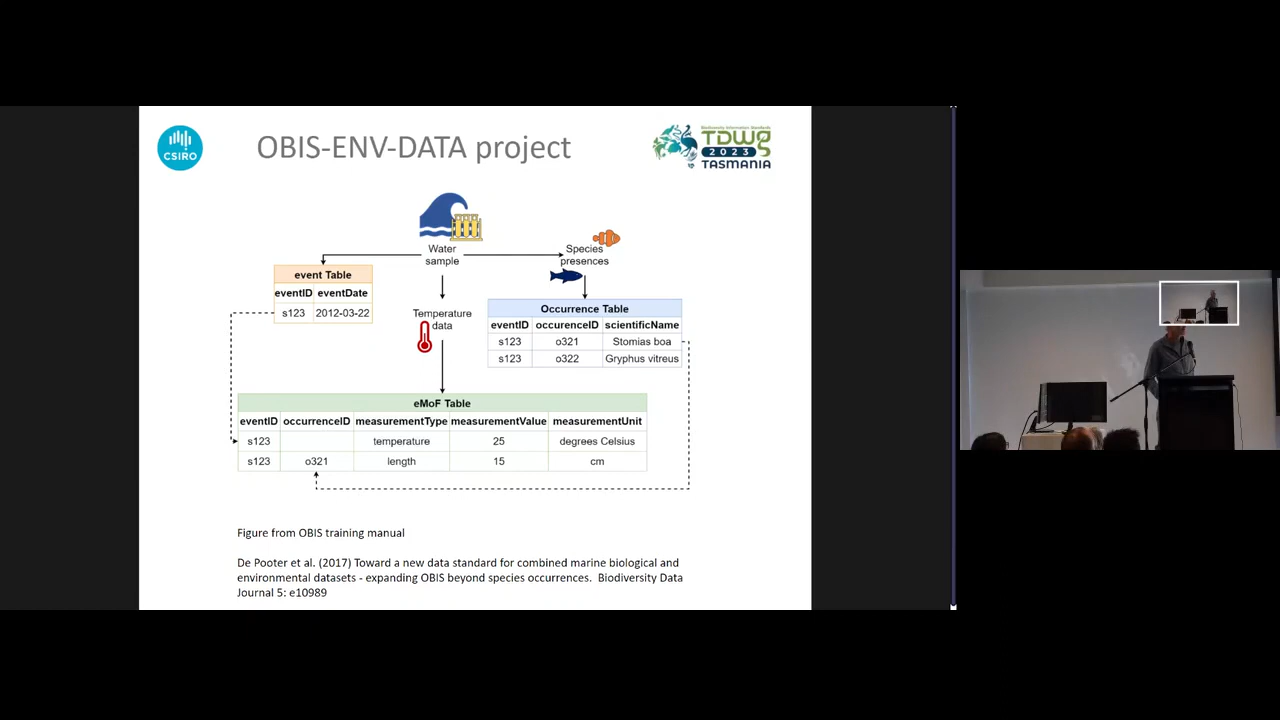 CSIRO
OBIS-ENV-DATA project
Biodiversity Information Standards
TDWG
2023
TASMANIA
Water
sample
Species
presences
event Table
eventID eventDate
s123 2012-03-22
Temperature
data
Occurrence Table
eventID occurenceID scientificName
s123 o321 Stomias boa
s123 o322 Gryphus vitreus
eMoF Table
eventID occurrenceID measurementType measurementValue measurementUnit
s123 temperature 25 degrees Celsius
s123 o321 length 15 cm
Figure from OBIS training manual
De Pooter et al. (2017) Toward a new data standard for combined marine biological and
environmental datasets - expanding OBIS beyond species occurrences. Biodiversity Data
Journal 5: e10989